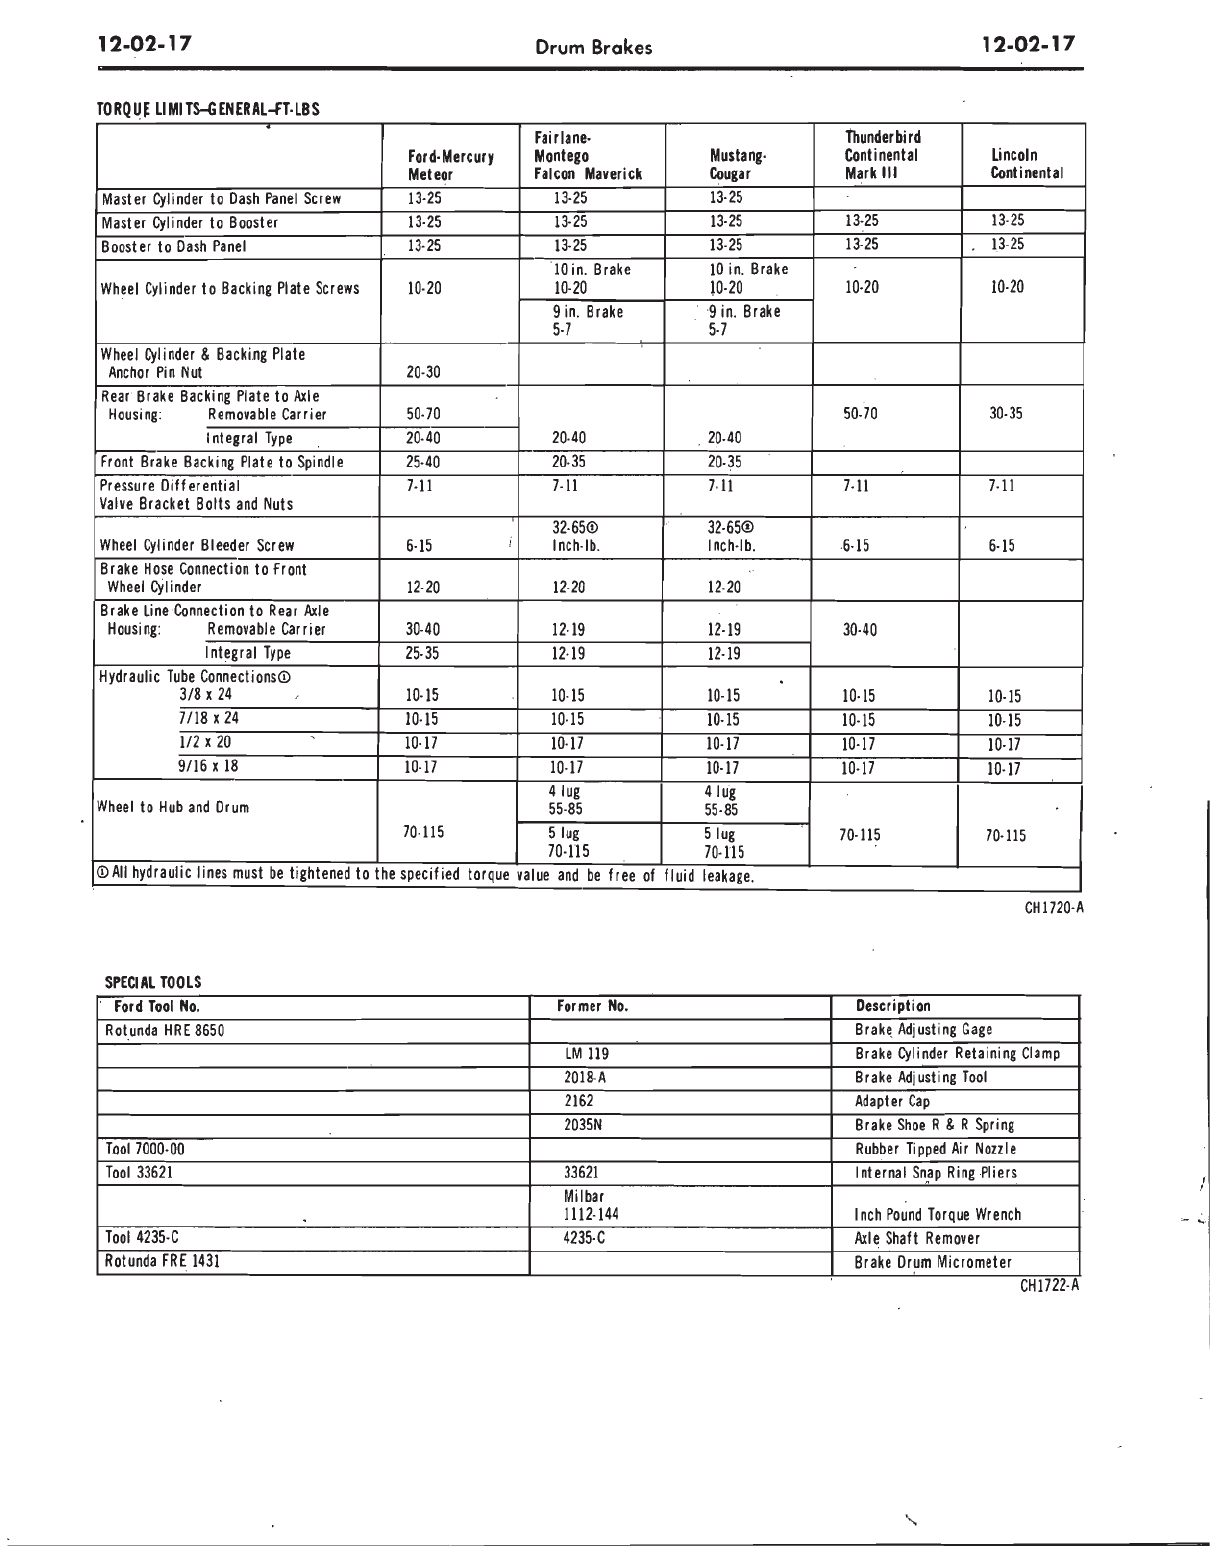 12-02-17 Drum Brakes 12-02-17
TORQUE LIMITS-GENERAL-FT-LBS
Ford-Mercury Meteor | Fairlane- Montego Falcon Maverick | Mustang- Cougar | Thunderbird Continental Mark III | Lincoln Continental
Master Cylinder to Dash Panel Screw 13-25 13-25 13-25
Master Cylinder to Booster 13-25 13-25 13-25 13-25 13-25
Booster to Dash Panel 13-25 13-25 13-25 13-25 13-25
10 in. Brake 10 in. Brake
Wheel Cylinder to Backing Plate Screws 10-20 10-20 10-20 10-20 10-20
9 in. Brake 9 in. Brake
5-7 5-7
Wheel Cylinder & Backing Plate
Anchor Pin Nut 20-30
Rear Brake Backing Plate to Axle
Housing: Removable Carrier 50-70 50-70 30-35
Integral Type 20-40 20-40 20-40
Front Brake Backing Plate to Spindle 25-40 20-35 20-35
Pressure Differential 7-11 7-11 7-11 7-11 7-11
Valve Bracket Bolts and Nuts
32-65① 32-65①
Wheel Cylinder Bleeder Screw 6-15 Inch-lb. Inch-lb. 6-15 6-15
Brake Hose Connection to Front
Wheel Cylinder 12-20 12-20 12-20
Brake Line Connection to Rear Axle
Housing: Removable Carrier 30-40 12-19 12-19 30-40
Integral Type 25-35 12-19 12-19
Hydraulic Tube Connections①
3/8 x 24 10-15 10-15 10-15 10-15 10-15
7/18 x 24 10-15 10-15 10-15 10-15 10-15
1/2 x 20 10-17 10-17 10-17 10-17 10-17
9/16 x 18 10-17 10-17 10-17 10-17 10-17
4 lug 4 lug
Wheel to Hub and Drum 55-85 55-85
70-115 5 lug 5 lug 70-115 70-115
70-115 70-115
①All hydraulic lines must be tightened to the specified torque value and be free of fluid leakage.
CH1720-A
SPECIAL TOOLS
Ford Tool No. Former No. Description
Rotunda HRE 8650 Brake Adjusting Gage
LM 119 Brake Cylinder Retaining Clamp
2018-A Brake Adjusting Tool
2162 Adapter Cap
2035N Brake Shoe R & R Spring
Tool 7000-00 Rubber Tipped Air Nozzle
Tool 33621 33621 Internal Snap Ring Pliers
Milbar
1112-144 Inch Pound Torque Wrench
Tool 4235-C 4235-C Axle Shaft Remover
Rotunda FRE 1431 Brake Drum Micrometer
CH1722-A